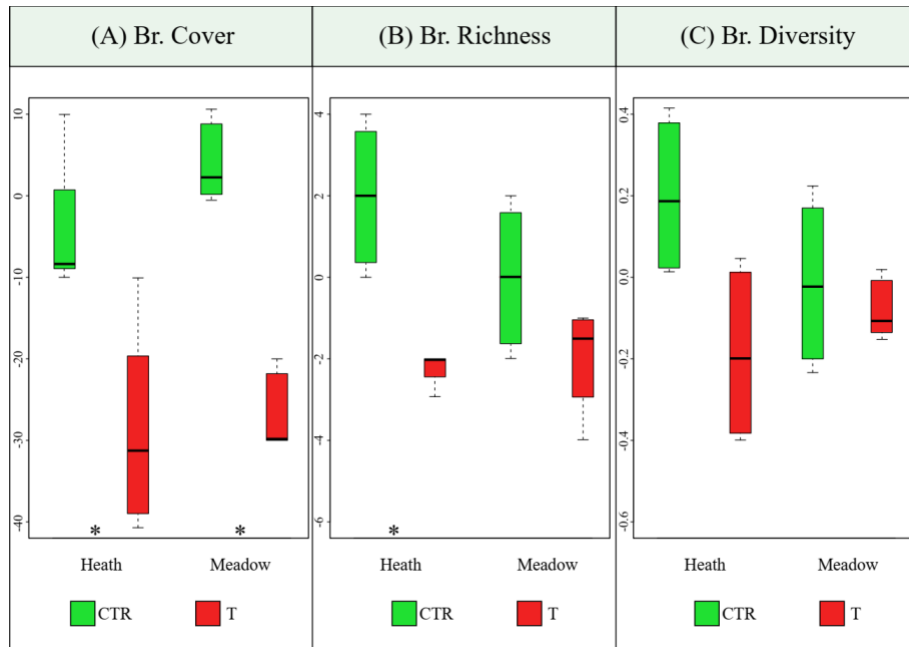 (A) Br. Cover
(B) Br. Richness
(C) Br. Diversity
10
0
-10
-20
-30
-40
*
*
Heath
Meadow
CTR
T
4
2
0
-2
-4
-6
*
Heath
Meadow
CTR
T
0.4
0.2
0.0
-0.2
-0.4
-0.6
Heath
Meadow
CTR
T